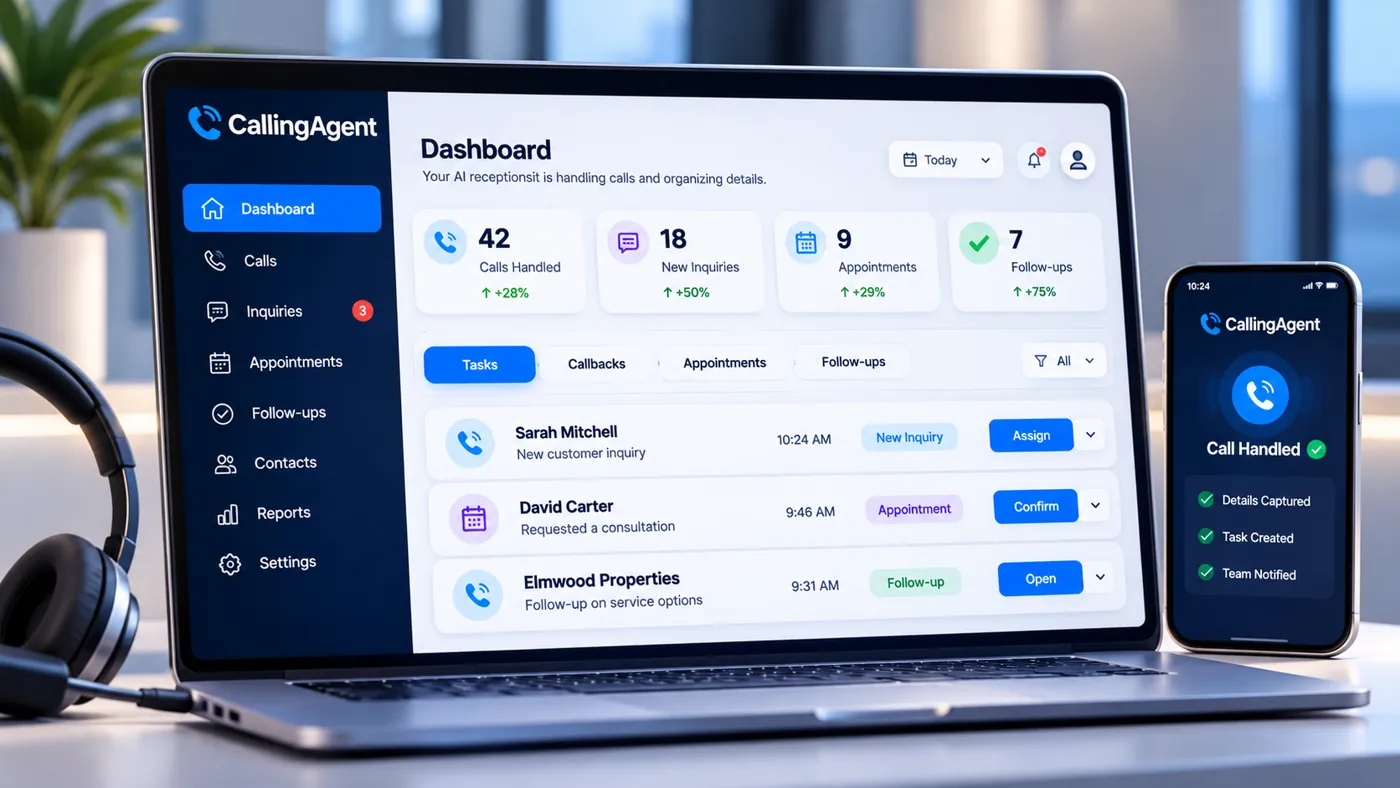 CallingAgent
Dashboard
Calls
Inquiries 3
Appointments
Follow-ups
Contacts
Reports
Settings
Dashboard
Your AI receptionsit is handling calls and organizing details.
Today
42
Calls Handled
↑ +28%
18
New Inquiries
↑ +50%
9
Appointments
↑ +29%
7
Follow-ups
↑ +75%
Tasks Callbacks Appointments Follow-ups All
Sarah Mitchell
New customer inquiry
10:24 AM New Inquiry Assign
David Carter
Requested a consultation
9:46 AM Appointment Confirm
Elmwood Properties
Follow-up on service options
9:31 AM Follow-up Open
10:24
CallingAgent
Call Handled
Details Captured
Task Created
Team Notified